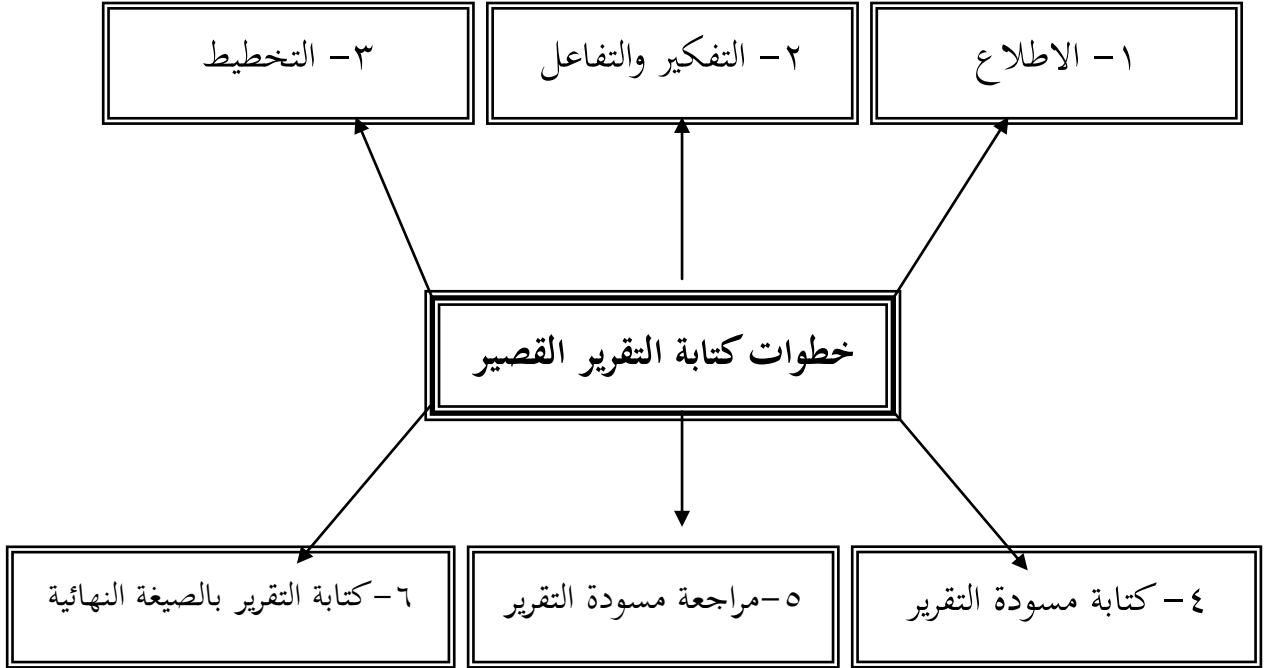 ١– الاطلاع
٢– التفكير والتفاعل
٣– التخطيط
خطوات كتابة التقرير القصير
٤– كتابة مسودة التقرير
٥–مراجعة مسودة التقرير
٦–كتابة التقرير بالصيغة النهائية